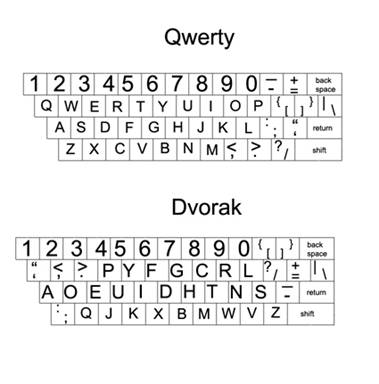 Qwerty
1 2 3 4 5 6 7 8 9 0 _ - + = back space
Q W E R T Y U I O P { [ ] } | \
A S D F G H J K L : ; “ ‘ return
Z X C V B N M < , > . ? / shift
Dvorak
1 2 3 4 5 6 7 8 9 0 { [ ] } back space
“ ‘ < , > . P Y F G C R L ? / + = | \
A O E U I D H T N S _ - return
: ; Q J K X B M W V Z shift